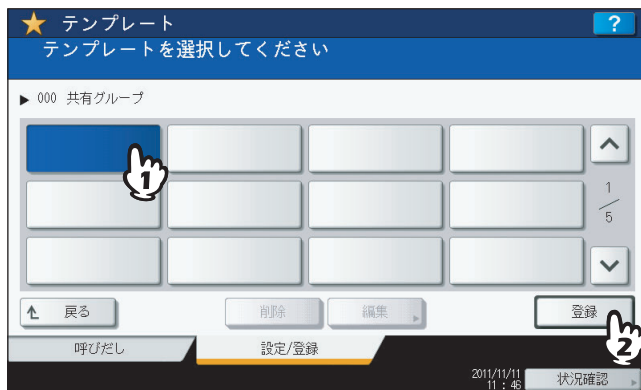 テンプレート
?
テンプレートを選択してください
000 共有グループ
1
1/5
戻る
削除
編集
登録
2
呼びだし
設定/登録
2011/11/11
11 : 46
状況確認